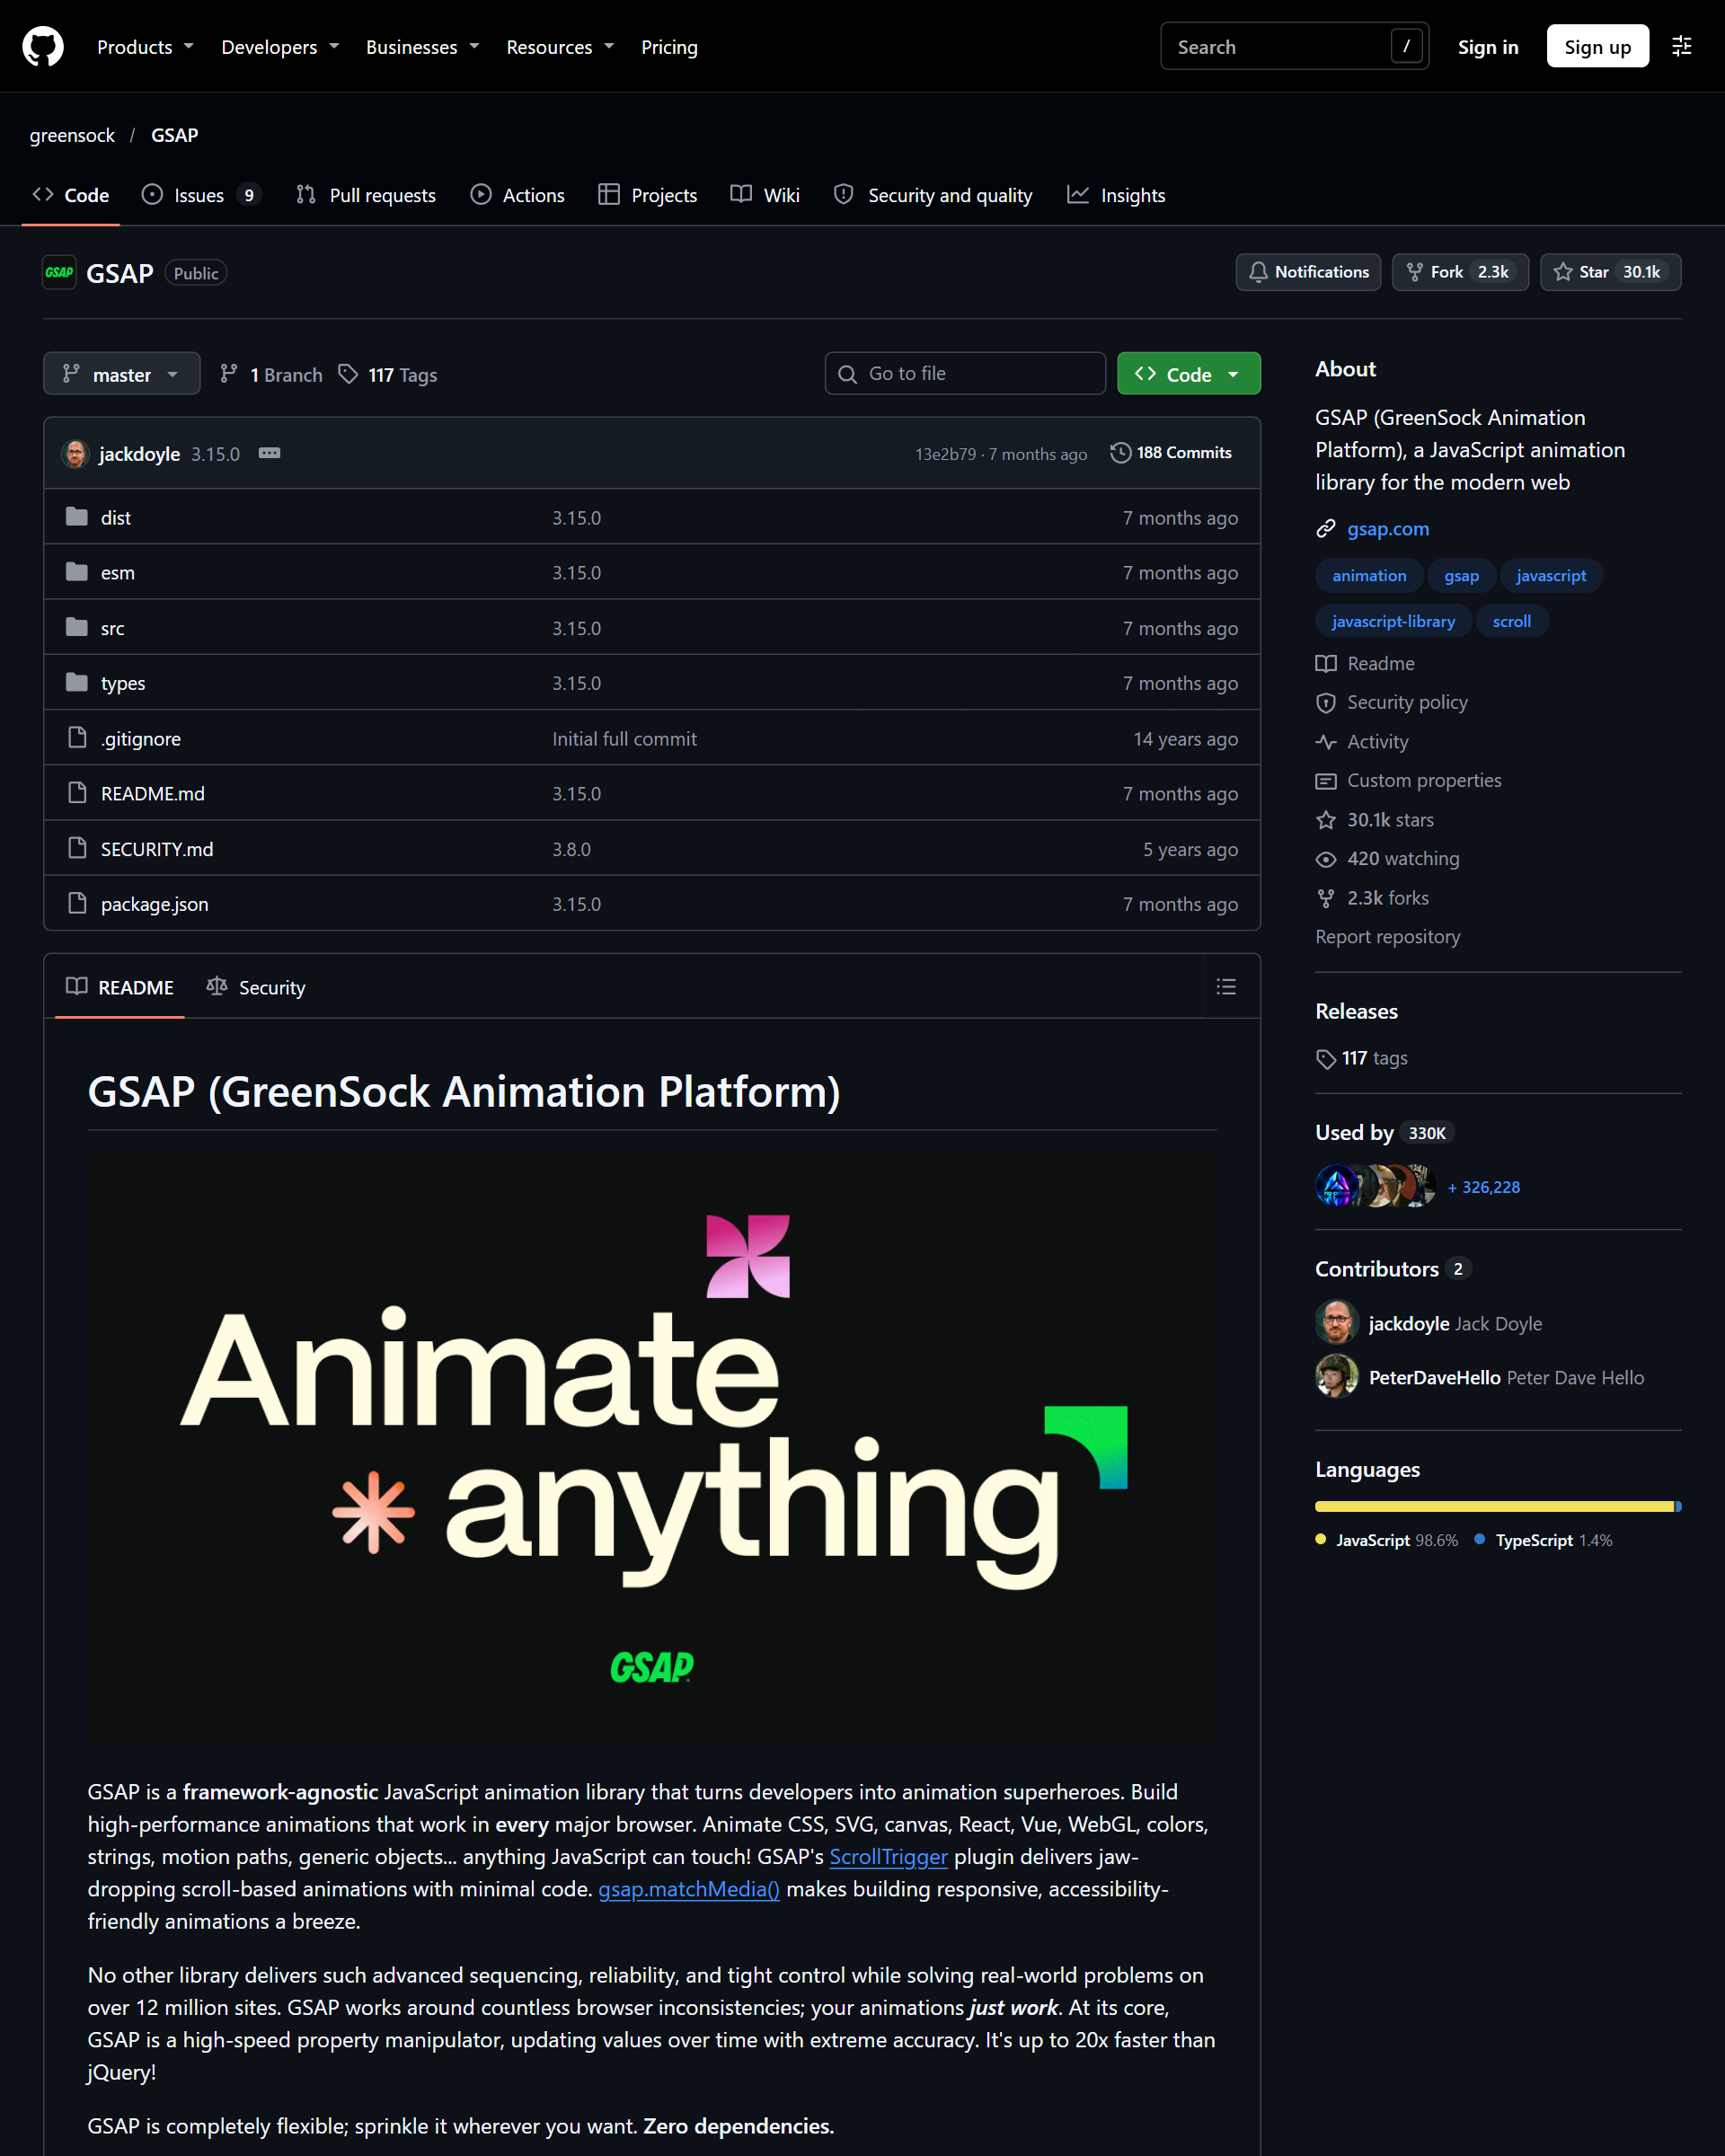 Products Developers Businesses Resources Pricing Search / Sign in Sign up
greensock / GSAP
Code Issues 9 Pull requests Actions Projects Wiki Security and quality Insights
GSAP GSAP Public Notifications Fork 2.3k Star 30.1k
master 1 Branch 117 Tags Go to file Code
jackdoyle 3.15.0 13e2b79 · 7 months ago 188 Commits
dist 3.15.0 7 months ago
esm 3.15.0 7 months ago
src 3.15.0 7 months ago
types 3.15.0 7 months ago
.gitignore Initial full commit 14 years ago
README.md 3.15.0 7 months ago
SECURITY.md 3.8.0 5 years ago
package.json 3.15.0 7 months ago
README Security
GSAP (GreenSock Animation Platform)
Animate
anything
GSAP
GSAP is a framework-agnostic JavaScript animation library that turns developers into animation superheroes. Build
high-performance animations that work in every major browser. Animate CSS, SVG, canvas, React, Vue, WebGL, colors,
strings, motion paths, generic objects... anything JavaScript can touch! GSAP's ScrollTrigger plugin delivers jaw-
dropping scroll-based animations with minimal code. gsap.matchMedia() makes building responsive, accessibility-
friendly animations a breeze.
No other library delivers such advanced sequencing, reliability, and tight control while solving real-world problems on
over 12 million sites. GSAP works around countless browser inconsistencies; your animations just work. At its core,
GSAP is a high-speed property manipulator, updating values over time with extreme accuracy. It's up to 20x faster than
jQuery!
GSAP is completely flexible; sprinkle it wherever you want. Zero dependencies.
About
GSAP (GreenSock Animation
Platform), a JavaScript animation
library for the modern web
gsap.com
animation gsap javascript
javascript-library scroll
Readme
Security policy
Activity
Custom properties
30.1k stars
420 watching
2.3k forks
Report repository
Releases
117 tags
Used by 330K
+ 326,228
Contributors 2
jackdoyle Jack Doyle
PeterDaveHello Peter Dave Hello
Languages
JavaScript 98.6% TypeScript 1.4%